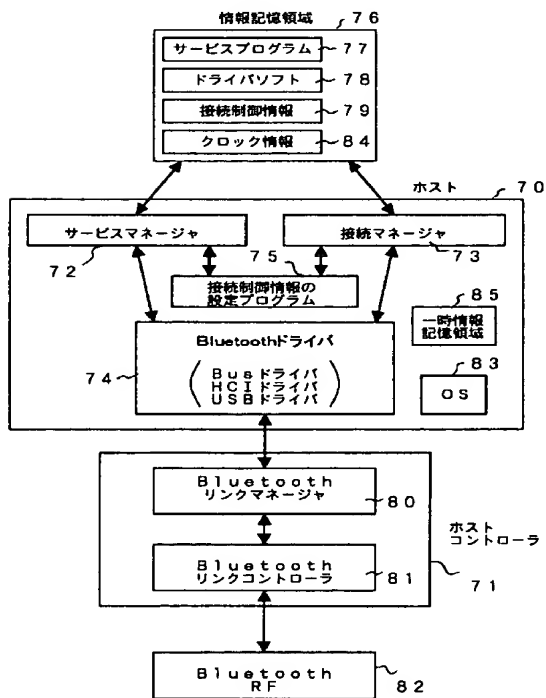 情報記憶領域
７６
サービスプログラム
７７
ドライバソフト
７８
接続制御情報
７９
クロック情報
８４
ホスト
７０
サービスマネージャ
接続マネージャ
７２
７５
７３
接続制御情報の
設定プログラム
８５
一時情報
記憶領域
Bluetoothドライバ
７４
Ｂｕｓドライバ
ＨＣＩドライバ
ＵＳＢドライバ
８３
ＯＳ
Ｂｌｕｅｔｏｏｔｈ
リンクマネージャ
８０
ホスト
コントローラ
Ｂｌｕｅｔｏｏｔｈ
リンクコントローラ
８１
７１
Ｂｌｕｅｔｏｏｔｈ
ＲＦ
８２